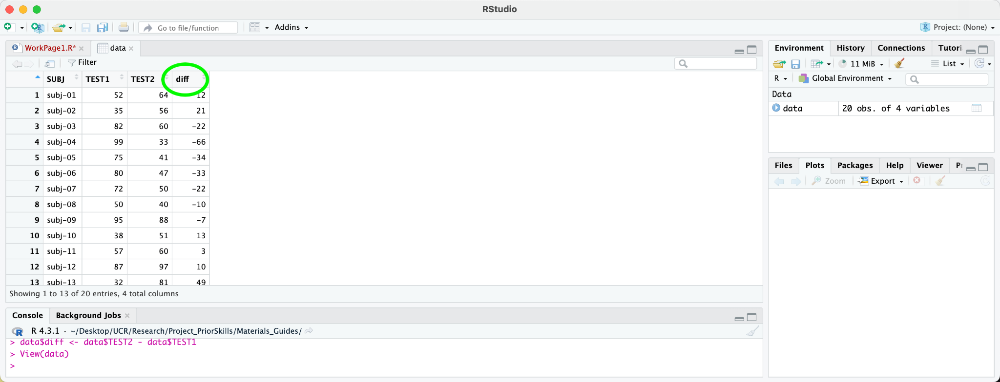 RStudio
Go to file/function
Addins
Project: (None)
WorkPage1.R*
data
Filter
SUBJ TEST1 TEST2 diff
1 subj-01 52 64 12
2 subj-02 35 56 21
3 subj-03 82 60 -22
4 subj-04 99 33 -66
5 subj-05 75 41 -34
6 subj-06 80 47 -33
7 subj-07 72 50 -22
8 subj-08 50 40 -10
9 subj-09 95 88 -7
10 subj-10 38 51 13
11 subj-11 57 60 3
12 subj-12 87 97 10
13 subj-13 32 81 49
Showing 1 to 13 of 20 entries, 4 total columns
Console Background Jobs
R 4.3.1 · ~/Desktop/UCR/Research/Project_PriorSkills/Materials_Guides/
> data$diff <- data$TEST2 - data$TEST1
> View(data)
>
Environment History Connections Tutori
11 MiB List
R Global Environment
Data
data 20 obs. of 4 variables
Files Plots Packages Help Viewer
Zoom Export